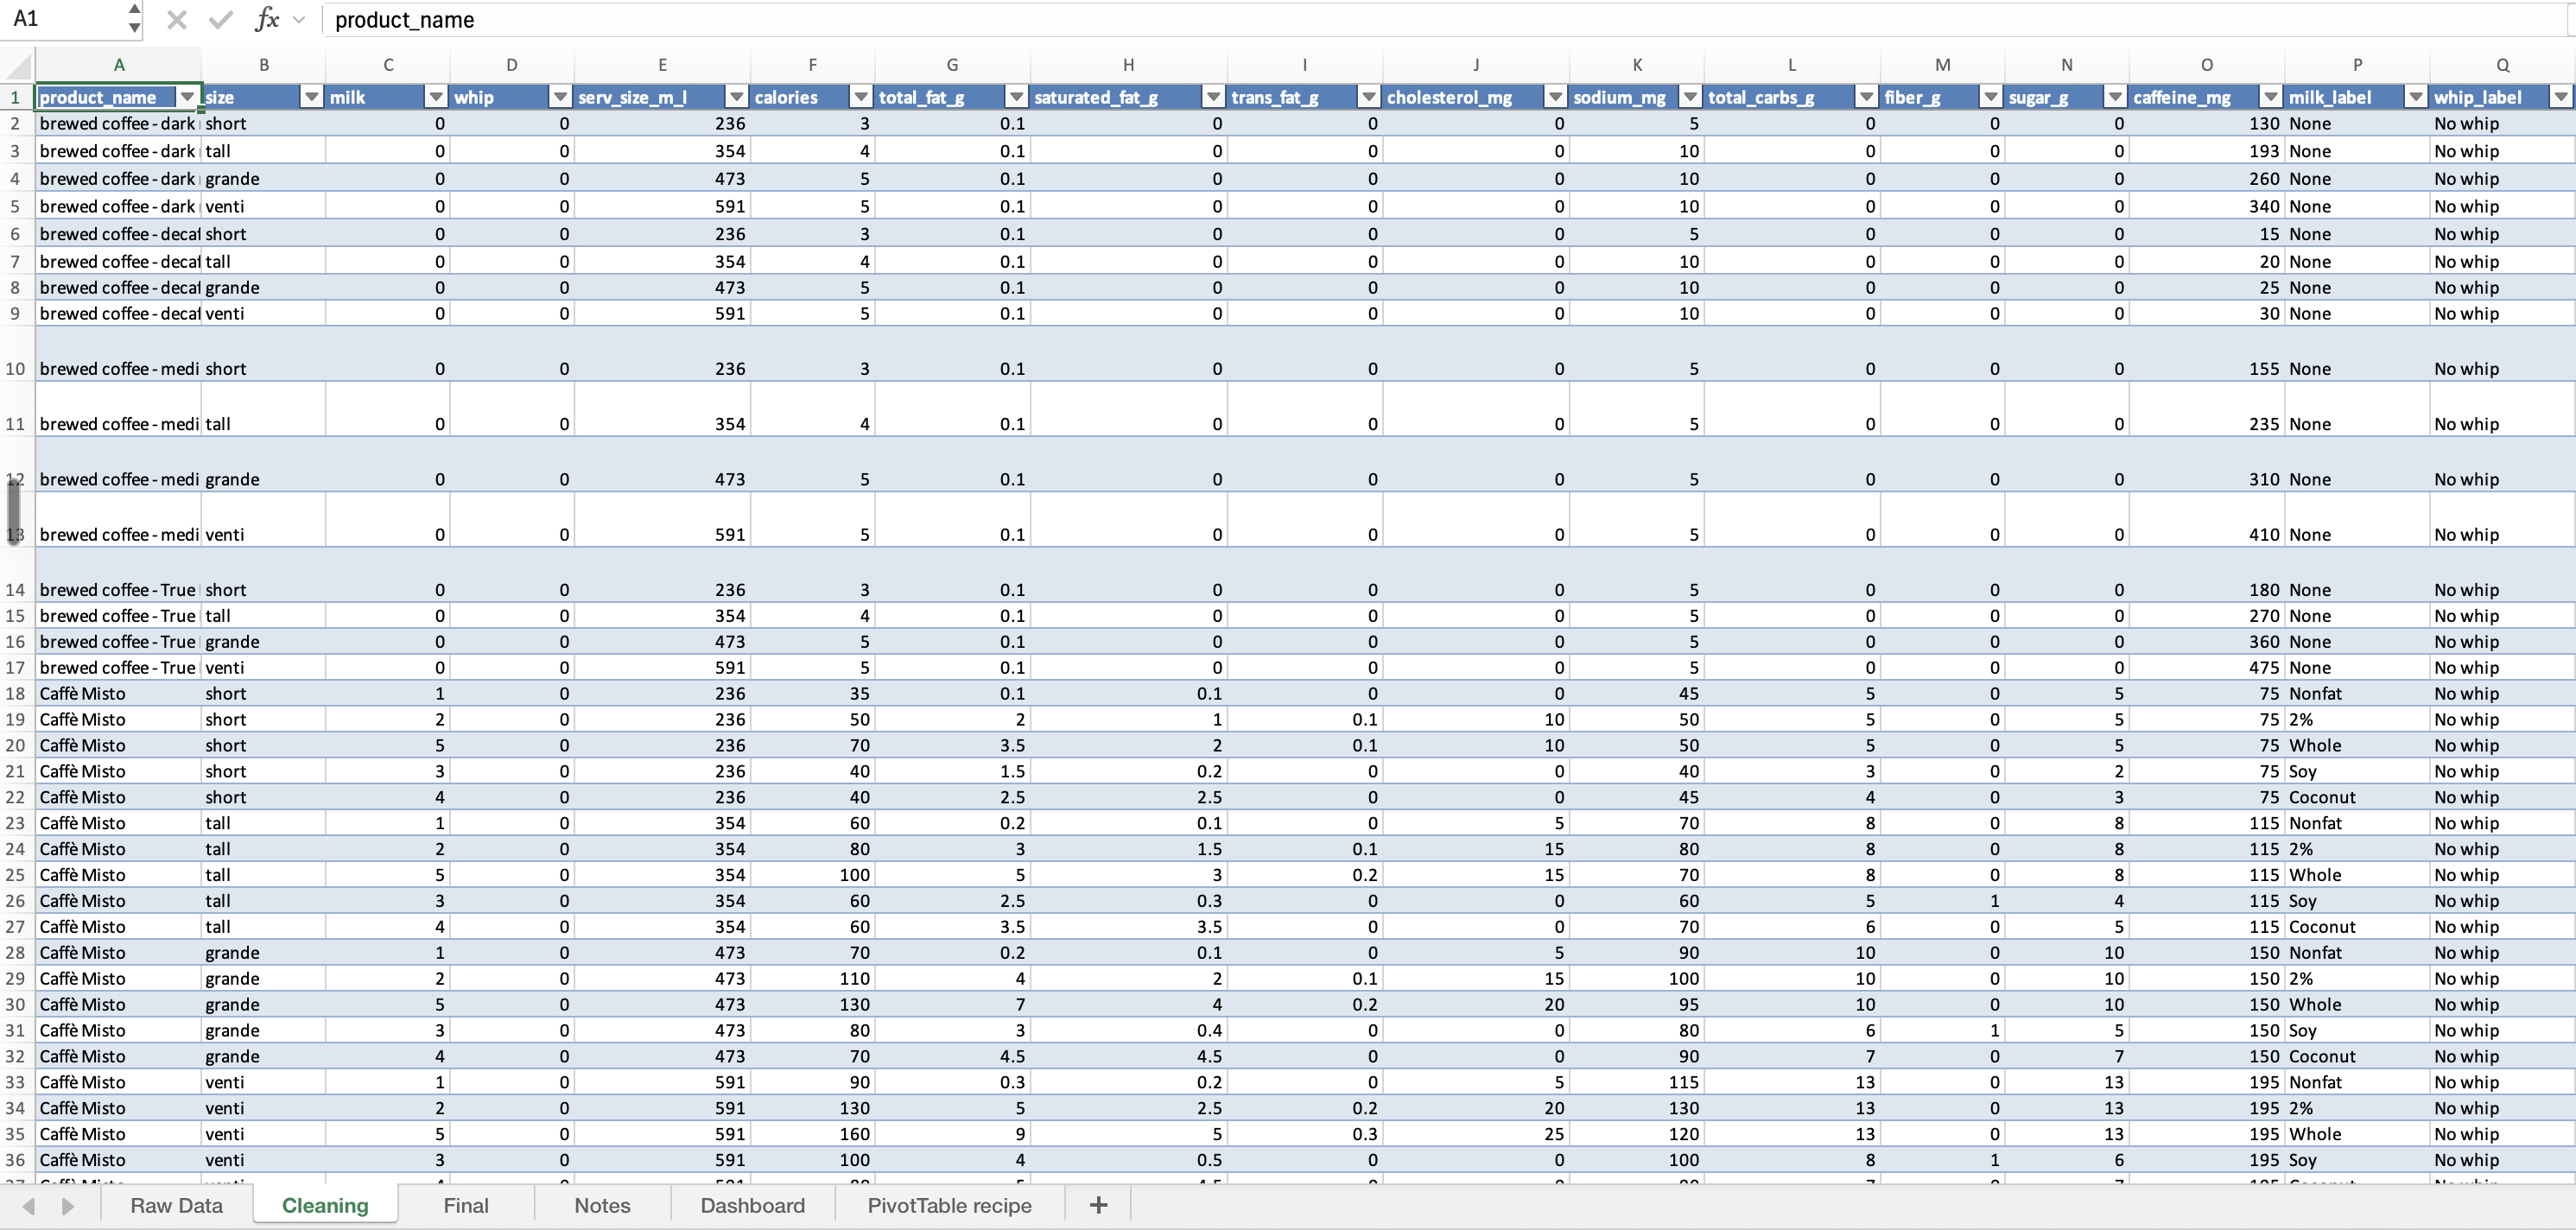 A1 fx product_name
A B C D E F G H I J K L M N O P Q
1 product_name size milk whip serv_size_m_l calories total_fat_g saturated_fat_g trans_fat_g cholesterol_mg sodium_mg total_carbs_g fiber_g sugar_g caffeine_mg milk_label whip_label
2 brewed coffee - dark short 0 0 236 3 0.1 0 0 0 5 0 0 0 130 None No whip
3 brewed coffee - dark tall 0 0 354 4 0.1 0 0 0 10 0 0 0 193 None No whip
4 brewed coffee - dark grande 0 0 473 5 0.1 0 0 0 10 0 0 0 260 None No whip
5 brewed coffee - dark venti 0 0 591 5 0.1 0 0 0 10 0 0 0 340 None No whip
6 brewed coffee - decaf short 0 0 236 3 0.1 0 0 0 5 0 0 0 15 None No whip
7 brewed coffee - decaf tall 0 0 354 4 0.1 0 0 0 10 0 0 0 20 None No whip
8 brewed coffee - decaf grande 0 0 473 5 0.1 0 0 0 10 0 0 0 25 None No whip
9 brewed coffee - decaf venti 0 0 591 5 0.1 0 0 0 10 0 0 0 30 None No whip
10 brewed coffee - medi short 0 0 236 3 0.1 0 0 0 5 0 0 0 155 None No whip
11 brewed coffee - medi tall 0 0 354 4 0.1 0 0 0 5 0 0 0 235 None No whip
12 brewed coffee - medi grande 0 0 473 5 0.1 0 0 0 5 0 0 0 310 None No whip
13 brewed coffee - medi venti 0 0 591 5 0.1 0 0 0 5 0 0 0 410 None No whip
14 brewed coffee - True short 0 0 236 3 0.1 0 0 0 5 0 0 0 180 None No whip
15 brewed coffee - True tall 0 0 354 4 0.1 0 0 0 5 0 0 0 270 None No whip
16 brewed coffee - True grande 0 0 473 5 0.1 0 0 0 5 0 0 0 360 None No whip
17 brewed coffee - True venti 0 0 591 5 0.1 0 0 0 5 0 0 0 475 None No whip
18 Caffè Misto short 1 0 236 35 0.1 0.1 0 0 45 5 0 5 75 Nonfat No whip
19 Caffè Misto short 2 0 236 50 2 1 0.1 10 50 5 0 5 75 2% No whip
20 Caffè Misto short 5 0 236 70 3.5 2 0.1 10 50 5 0 5 75 Whole No whip
21 Caffè Misto short 3 0 236 40 1.5 0.2 0 0 40 3 0 2 75 Soy No whip
22 Caffè Misto short 4 0 236 40 2.5 2.5 0 0 45 4 0 3 75 Coconut No whip
23 Caffè Misto tall 1 0 354 60 0.2 0.1 0 5 70 8 0 8 115 Nonfat No whip
24 Caffè Misto tall 2 0 354 80 3 1.5 0.1 15 80 8 0 8 115 2% No whip
25 Caffè Misto tall 5 0 354 100 5 3 0.2 15 70 8 0 8 115 Whole No whip
26 Caffè Misto tall 3 0 354 60 2.5 0.3 0 0 60 5 1 4 115 Soy No whip
27 Caffè Misto tall 4 0 354 60 3.5 3.5 0 0 70 6 0 5 115 Coconut No whip
28 Caffè Misto grande 1 0 473 70 0.2 0.1 0 5 90 10 0 10 150 Nonfat No whip
29 Caffè Misto grande 2 0 473 110 4 2 0.1 15 100 10 0 10 150 2% No whip
30 Caffè Misto grande 5 0 473 130 7 4 0.2 20 95 10 0 10 150 Whole No whip
31 Caffè Misto grande 3 0 473 80 3 0.4 0 0 80 6 1 5 150 Soy No whip
32 Caffè Misto grande 4 0 473 70 4.5 4.5 0 0 90 7 0 7 150 Coconut No whip
33 Caffè Misto venti 1 0 591 90 0.3 0.2 0 5 115 13 0 13 195 Nonfat No whip
34 Caffè Misto venti 2 0 591 130 5 2.5 0.2 20 130 13 0 13 195 2% No whip
35 Caffè Misto venti 5 0 591 160 9 5 0.3 25 120 13 0 13 195 Whole No whip
36 Caffè Misto venti 3 0 591 100 4 0.5 0 0 100 8 1 6 195 Soy No whip
Raw Data Cleaning Final Notes Dashboard PivotTable recipe +